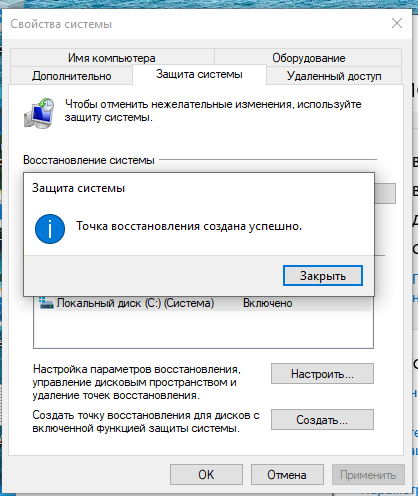 Свойства системы
Имя компьютера
Оборудование
Дополнительно
Защита системы
Удаленный доступ
Чтобы отменить нежелательные изменения, используйте
защиту системы.
Восстановление системы
Защита системы
Точка восстановления создана успешно.
Закрыть
Локальный диск (C:) (Система)
Включено
Настройка параметров восстановления,
управление дисковым пространством и
удаление точек восстановления.
Настроить...
Создать точку восстановления для дисков с
включенной функцией защиты системы.
Создать...
ОК
Отмена
Применить